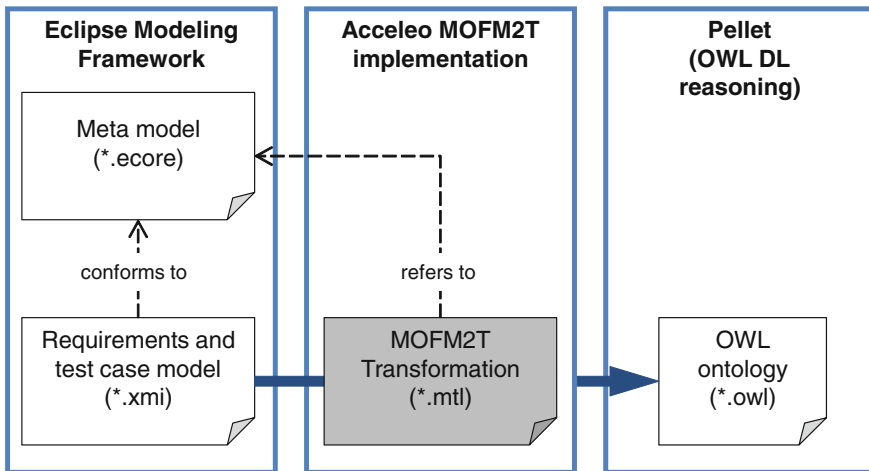 Eclipse Modeling
Framework
Acceleo MOFM2T
implementation
Pellet
(OWL DL
reasoning)
Meta model
(*.ecore)
conforms to
refers to
Requirements and
test case model
(*.xmi)
MOFM2T
Transformation
(*.mtl)
OWL
ontology
(*.owl)